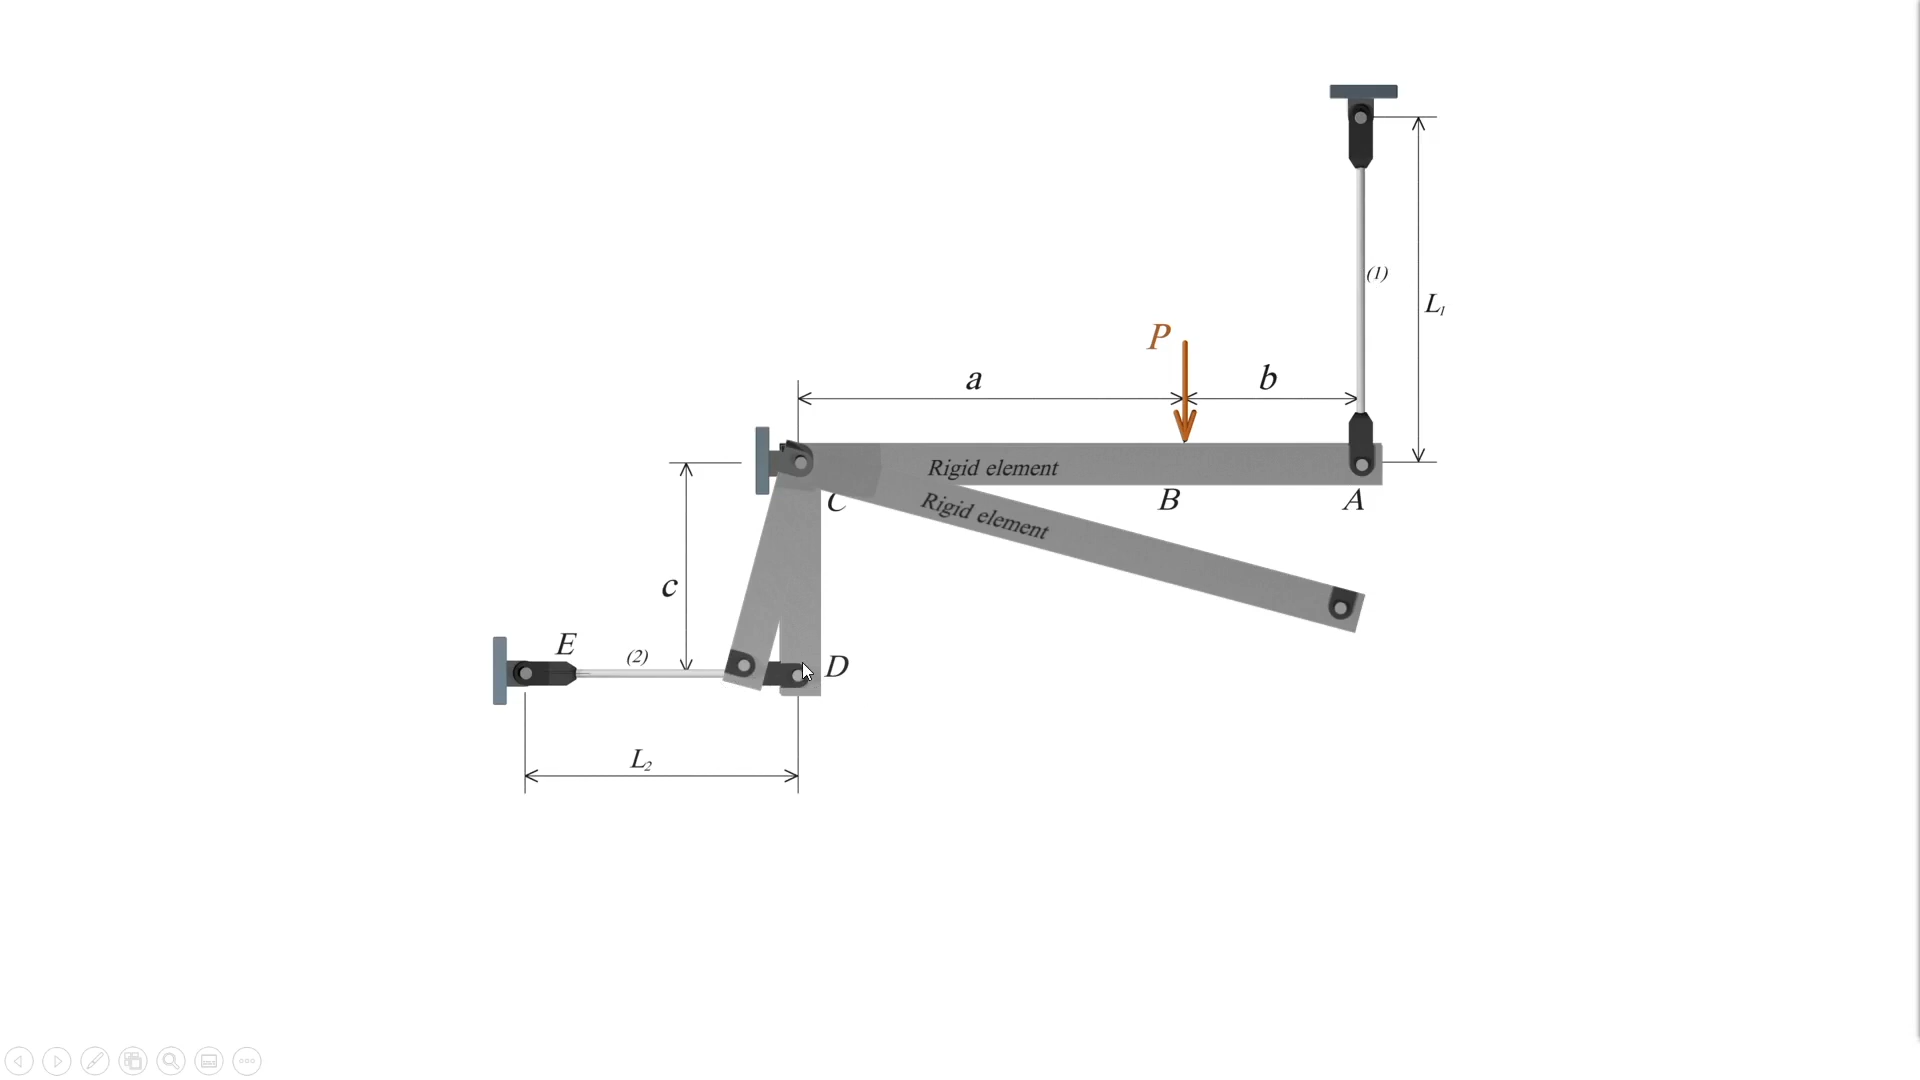 (1)
L₁
P
a
b
Rigid element
B
A
C
Rigid element
c
E
(2)
D
L₂